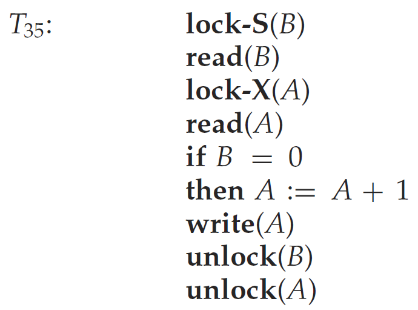 T35: lock-S(B)
read(B)
lock-X(A)
read(A)
if B = 0
then A := A + 1
write(A)
unlock(B)
unlock(A)